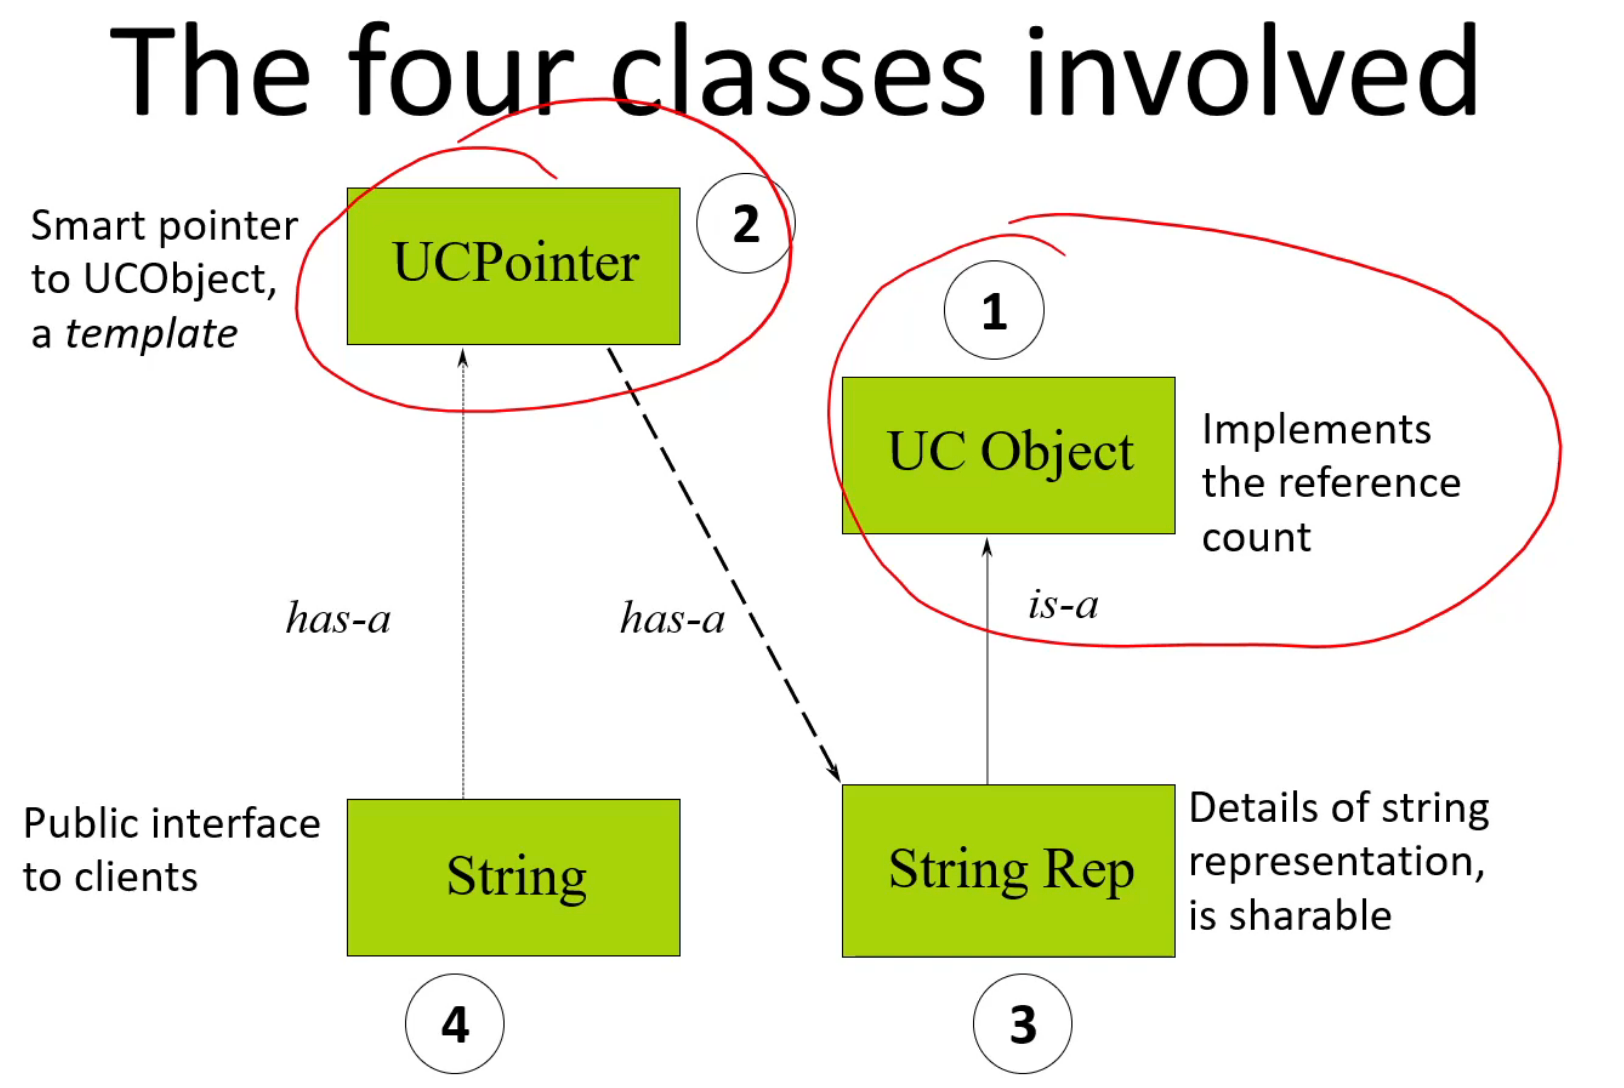 The four classes involved
Smart pointer
to UCObject,
a template
UCPointer
2
1
UC Object
Implements
the reference
count
has-a
has-a
is-a
Public interface
to clients
String
4
String Rep
Details of string
representation,
is sharable
3